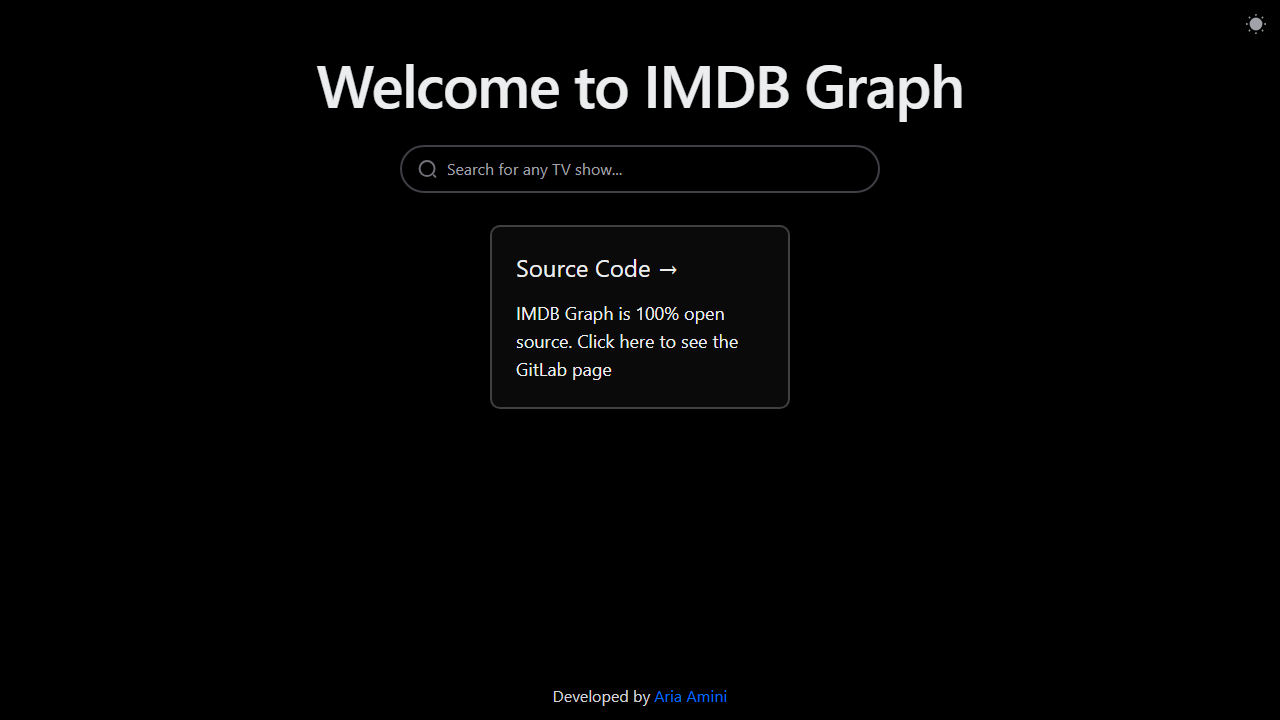 Welcome to IMDB Graph
Search for any TV show...
Source Code →
IMDB Graph is 100% open
source. Click here to see the
GitLab page
Developed by Aria Amini